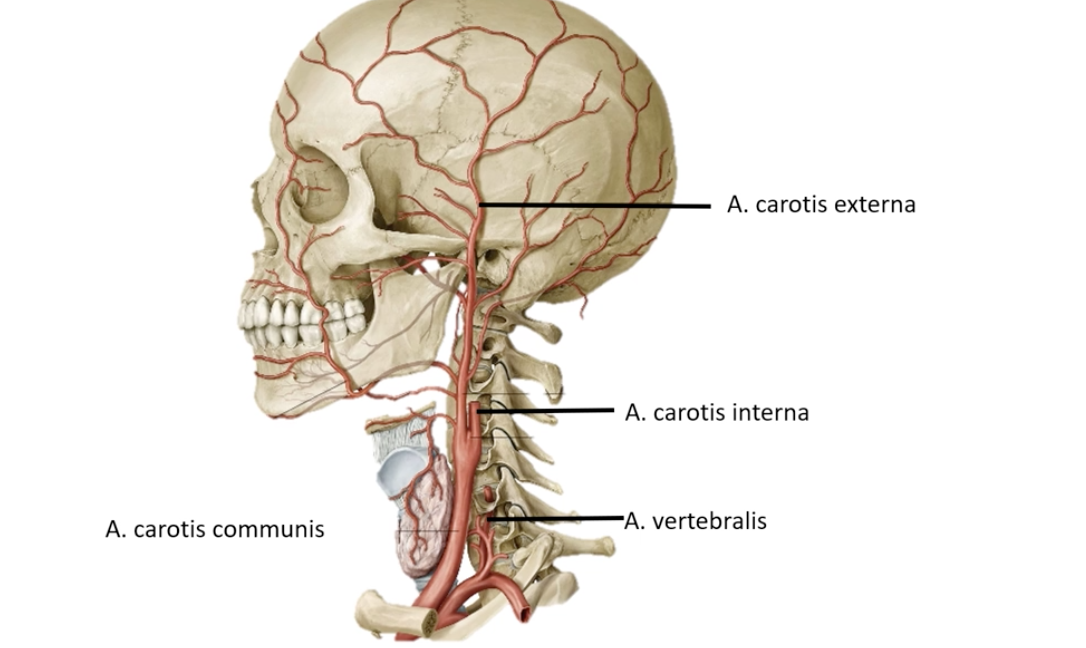 A. carotis externa
A. carotis interna
A. vertebralis
A. carotis communis